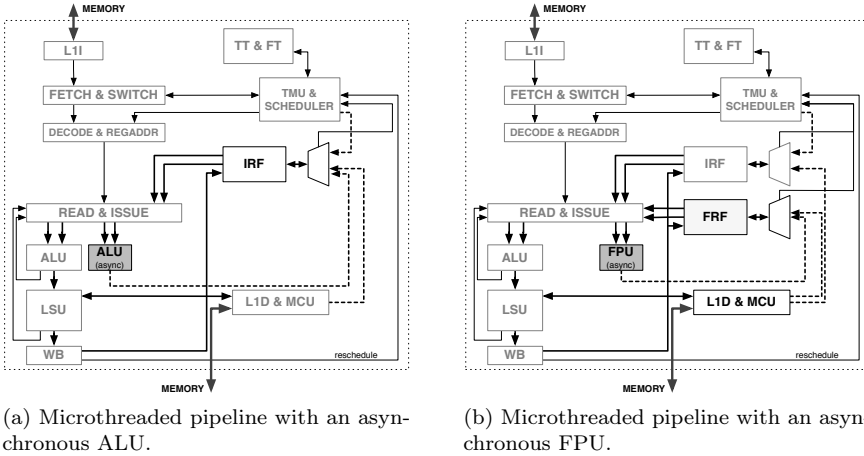 MEMORY
L1I
TT & FT
FETCH & SWITCH
TMU &
SCHEDULER
DECODE & REGADDR
IRF
READ & ISSUE
ALU
ALU
(async)
LSU
L1D & MCU
WB
reschedule
MEMORY
(a) Microthreaded pipeline with an asyn-
chronous ALU.
MEMORY
L1I
TT & FT
FETCH & SWITCH
TMU &
SCHEDULER
DECODE & REGADDR
IRF
READ & ISSUE
FRF
ALU
FPU
(async)
LSU
L1D & MCU
WB
reschedule
MEMORY
(b) Microthreaded pipeline with an asyn-
chronous FPU.